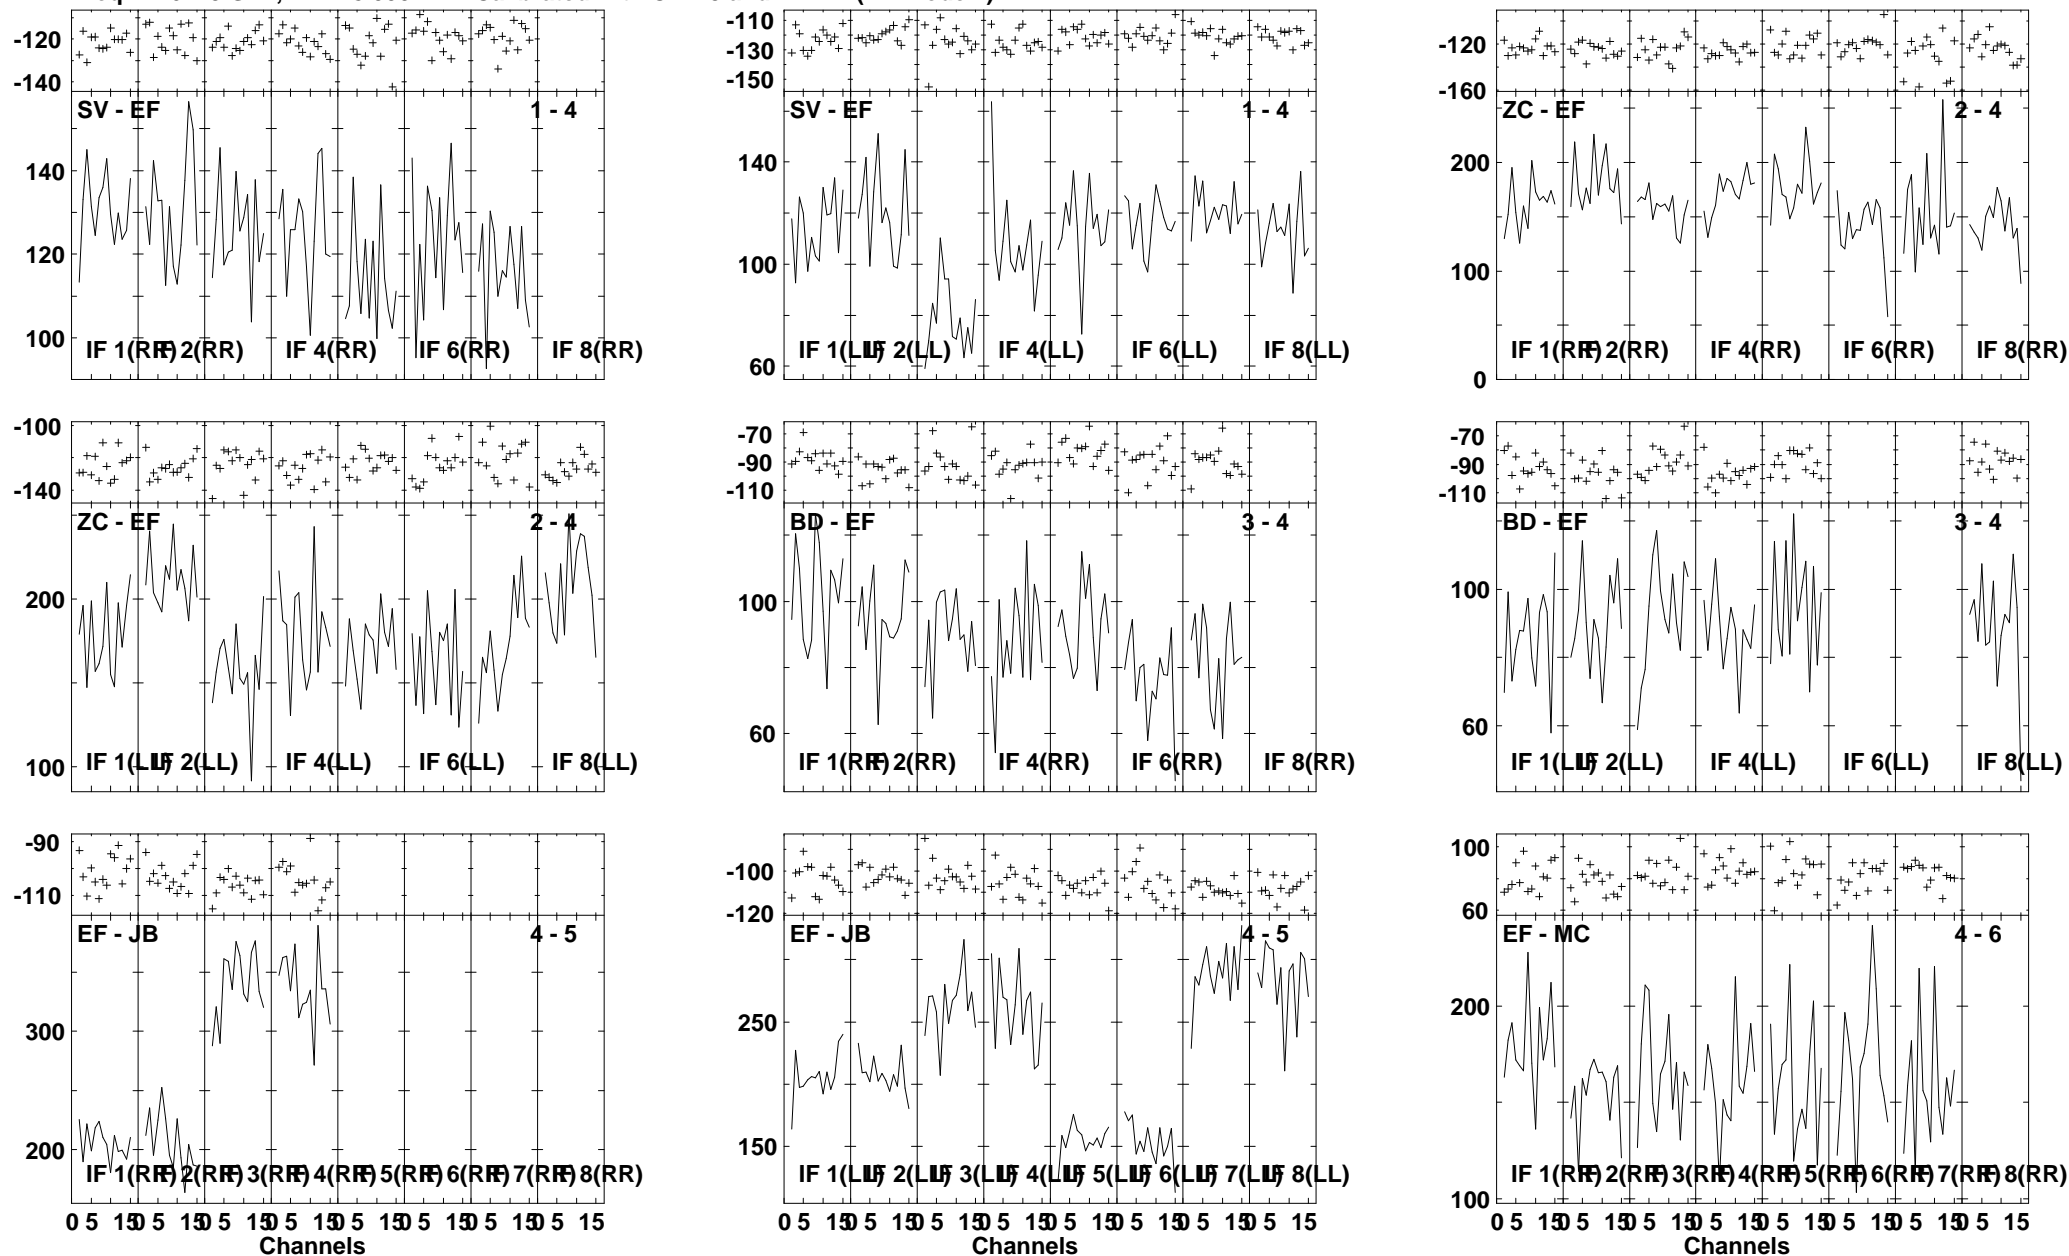 -120
-140
SV - EF 1 - 4
140
120
100
IF 1(RR) IF 2(RR) IF 4(RR) IF 6(RR) IF 8(RR)
-110
-130
-150
SV - EF 1 - 4
140
100
60
IF 1(LL) IF 2(LL) IF 4(LL) IF 6(LL) IF 8(LL)
-120
-160
ZC - EF 2 - 4
200
100
0
IF 1(RR) IF 2(RR) IF 4(RR) IF 6(RR) IF 8(RR)
-100
-140
ZC - EF 2 - 4
200
100
IF 1(LL) IF 2(LL) IF 4(LL) IF 6(LL) IF 8(LL)
-70
-90
-110
BD - EF 3 - 4
100
60
IF 1(RR) IF 2(RR) IF 4(RR) IF 6(RR) IF 8(RR)
-70
-90
-110
BD - EF 3 - 4
100
60
IF 1(LL) IF 2(LL) IF 4(LL) IF 6(LL) IF 8(LL)
-90
-110
EF - JB 4 - 5
300
200
IF 1(RR) IF 2(RR) IF 3(RR) IF 4(RR) IF 5(RR) IF 6(RR) IF 7(RR) IF 8(RR)
0 5 15 0 5 15 0 5 15 0 5 15 0 5 15 0 5 15 0 5 15 0 5 15
Channels
-100
-120
EF - JB 4 - 5
250
150
IF 1(LL) IF 2(LL) IF 3(LL) IF 4(LL) IF 5(LL) IF 6(LL) IF 7(LL) IF 8(LL)
0 5 15 0 5 15 0 5 15 0 5 15 0 5 15 0 5 15 0 5 15 0 5 15
Channels
100
80
60
EF - MC 4 - 6
200
100
IF 1(RR) IF 2(RR) IF 3(RR) IF 4(RR) IF 5(RR) IF 6(RR) IF 7(RR) IF 8(RR)
0 5 15 0 5 15 0 5 15 0 5 15 0 5 15 0 5 15 0 5 15 0 5 15
Channels